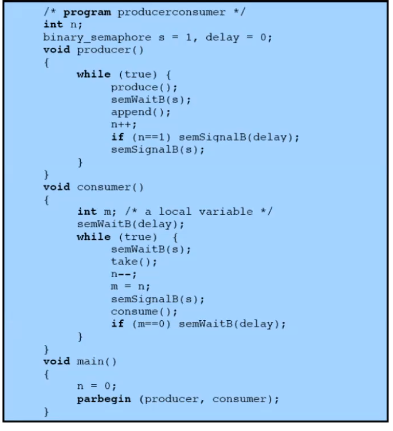 /* program producerconsumer */
int n;
binary_semaphore s = 1, delay = 0;
void producer()
{
while (true) {
produce();
semWaitB(s);
append();
n++;
if (n==1) semSignalB(delay);
semSignalB(s);
}
}
void consumer()
{
int m; /* a local variable */
semWaitB(delay);
while (true) {
semWaitB(s);
take();
n--;
m = n;
semSignalB(s);
consume();
if (m==0) semWaitB(delay);
}
}
void main()
{
n = 0;
parbegin (producer, consumer);
}